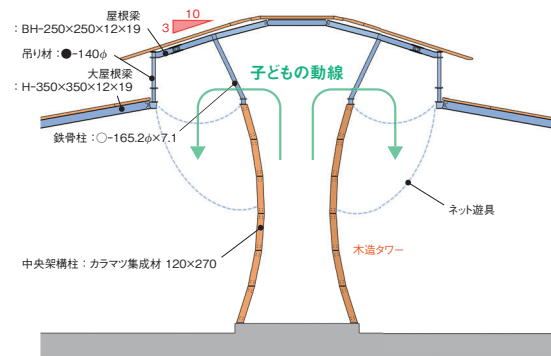 屋根梁
：BH-250×250×12×19
10
3
吊り材：●-140φ
大屋根梁
：H-350×350×12×19
子どもの動線
鉄骨柱：○-165.2φ×7.1
ネット遊具
木造タワー
中央架構柱：カラマツ集成材 120×270